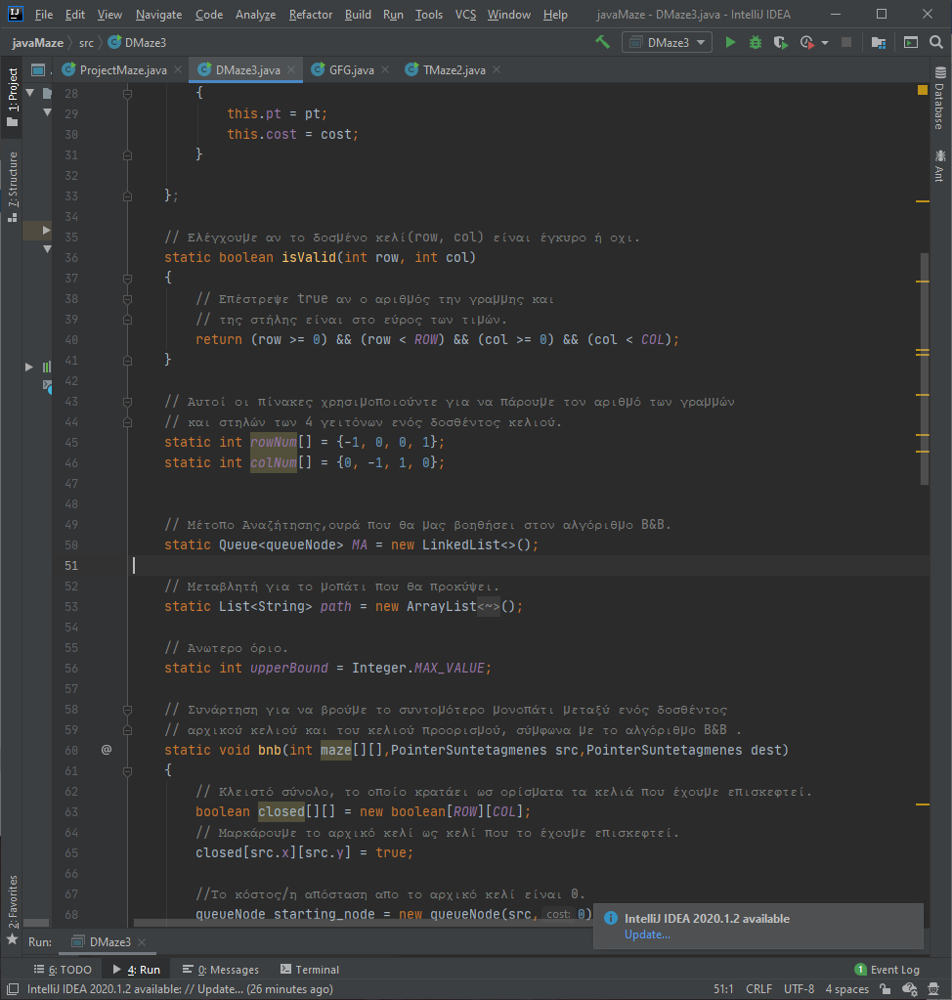 File Edit View Navigate Code Analyze Refactor Build Run Tools VCS Window Help javaMaze - DMaze3.java - IntelliJ IDEA
javaMaze src DMaze3 DMaze3
1: Project
7: Structure
2: Favorites
ProjectMaze.java DMaze3.java GFG.java TMaze2.java
Database
Ant
28 {
29 this.pt = pt;
30 this.cost = cost;
31 }
32
33 };
34
35 // Ελέγχουμε αν το δοσμένο κελί(row, col) είναι έγκυρο ή οχι.
36 static boolean isValid(int row, int col)
37 {
38 // Επέστρεψε true αν ο αριθμός την γραμμης και
39 // της στήλης είναι στο εύρος των τιμών.
40 return (row >= 0) && (row < ROW) && (col >= 0) && (col < COL);
41 }
42
43 // Αυτοί οι πίνακες χρησιμοποιούντε για να πάρουμε τον αριθμό των γραμμών
44 // και στηλών των 4 γειτόνων ενός δοσθέντος κελιού.
45 static int rowNum[] = {-1, 0, 0, 1};
46 static int colNum[] = {0, -1, 1, 0};
47
48
49 // Μέτοπο Αναζήτησης,ουρά που θα μας βοηθήσει στον αλγόριθμο B&B.
50 static Queue<queueNode> MA = new LinkedList<>();
51
52 // Μεταβλητή για το μοπάτι που θα προκύψει.
53 static List<String> path = new ArrayList<~>();
54
55 // Ανωτερο όριο.
56 static int upperBound = Integer.MAX_VALUE;
57
58 // Συνάρτηση για να βρούμε το συντομότερο μονοπάτι μεταξύ ενός δοσθέντος
59 // αρχικού κελιού και του κελιού προορισμού, σύμφωνα με το αλγόριθμο B&B .
60 @ static void bnb(int maze[][],PointerSuntetagmenes src,PointerSuntetagmenes dest)
61 {
62 // Κλειστό σύνολο, το οποίο κρατάει ωσ ορίσματα τα κελιά που έχουμε επισκεφτεί.
63 boolean closed[][] = new boolean[ROW][COL];
64 // Μαρκάρουμε το αρχικό κελί ως κελί που το έχουμε επισκεφτεί.
65 closed[src.x][src.y] = true;
66
67 //Το κόστος/η απόσταση απο το αρχικό κελί είναι 0.
68 queueNode starting_node = new queueNode(src, cost: 0)
IntelliJ IDEA 2020.1.2 available
Update...
Run: DMaze3
6: TODO 4: Run 0: Messages Terminal 1 Event Log
IntelliJ IDEA 2020.1.2 available: // Update... (26 minutes ago) 51:1 CRLF UTF-8 4 spaces